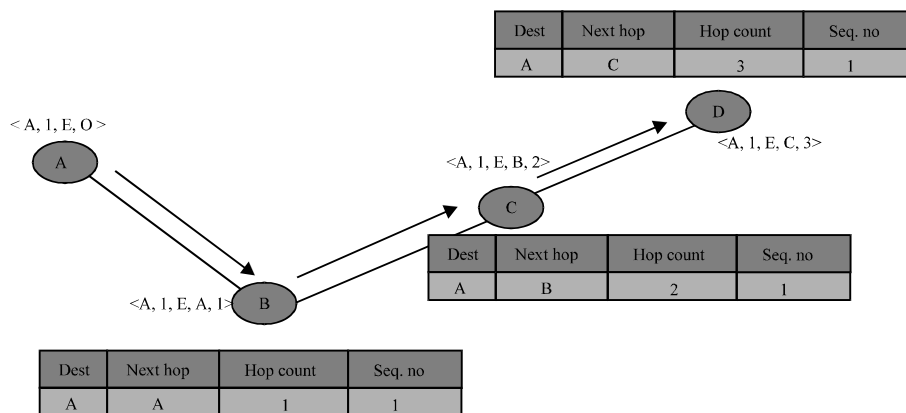 Dest Next hop Hop count Seq. no
A C 3 1
< A, 1, E, O >
A
D
<A, 1, E, C, 3>
<A, 1, E, B, 2>
C
Dest Next hop Hop count Seq. no
A B 2 1
<A, 1, E, A, 1>
B
Dest Next hop Hop count Seq. no
A A 1 1